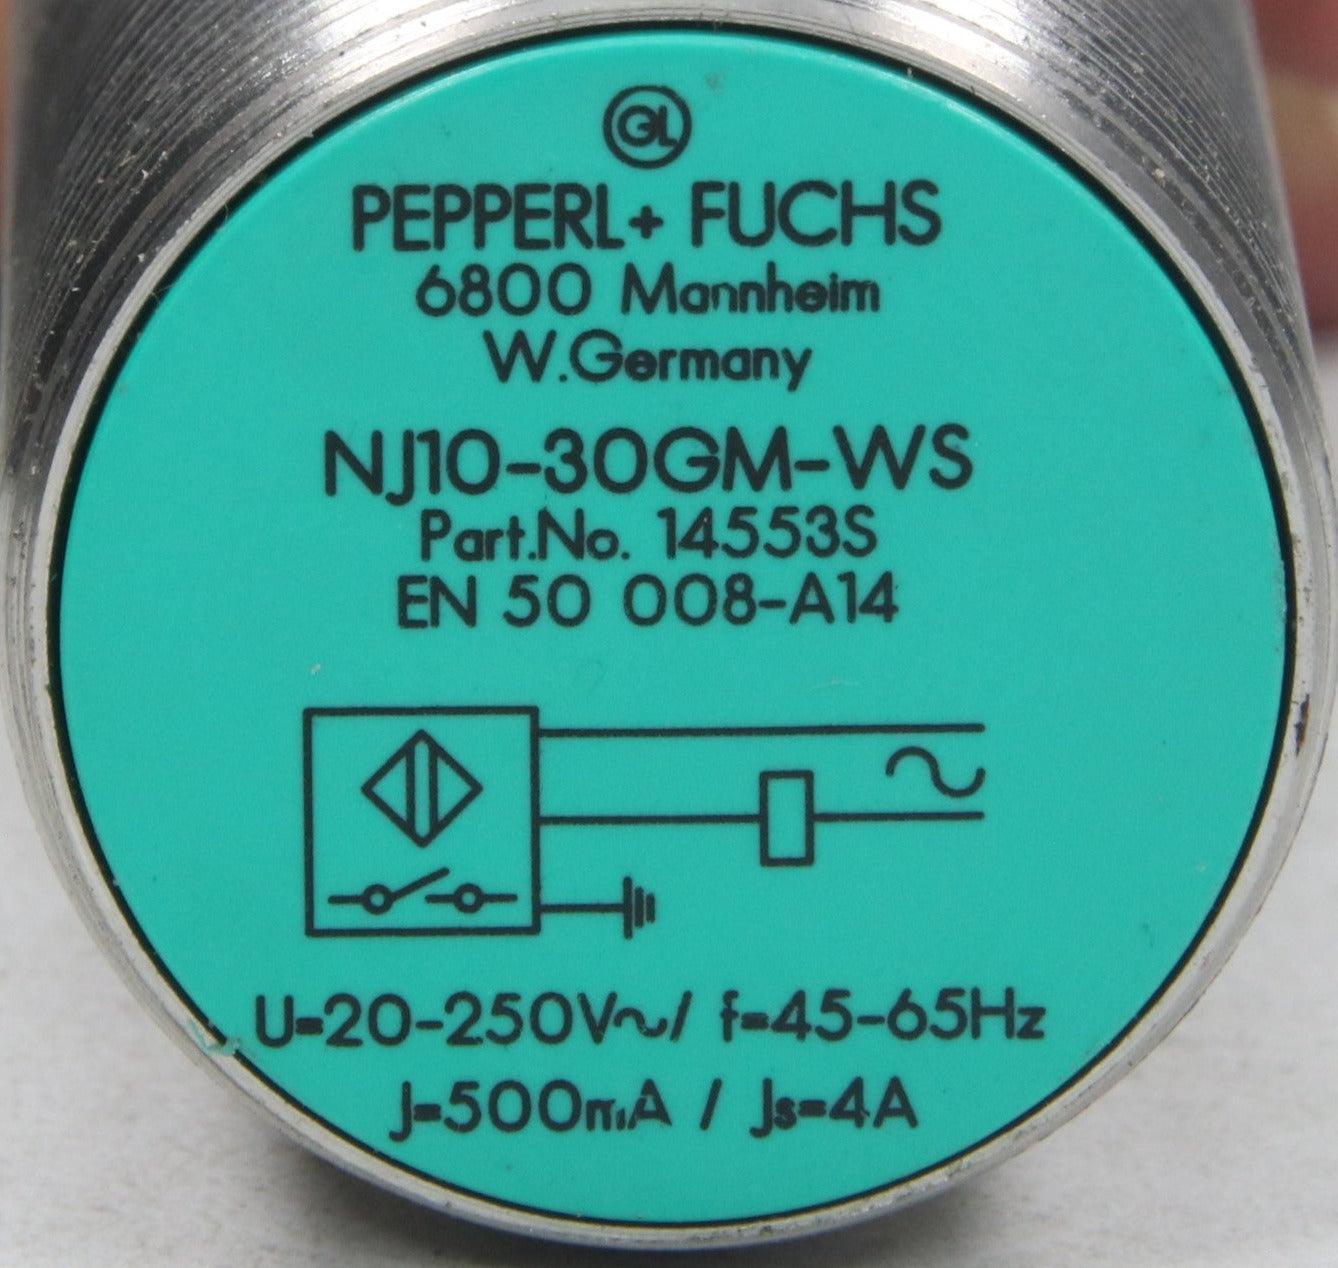 GL
PEPPERL+ FUCHS
6800 Mannheim
W.Germany
NJ10-30GM-WS
Part.No. 14553S
EN 50 008-A14
U=20-250V~/ f=45-65Hz
J=500mA / Js=4A